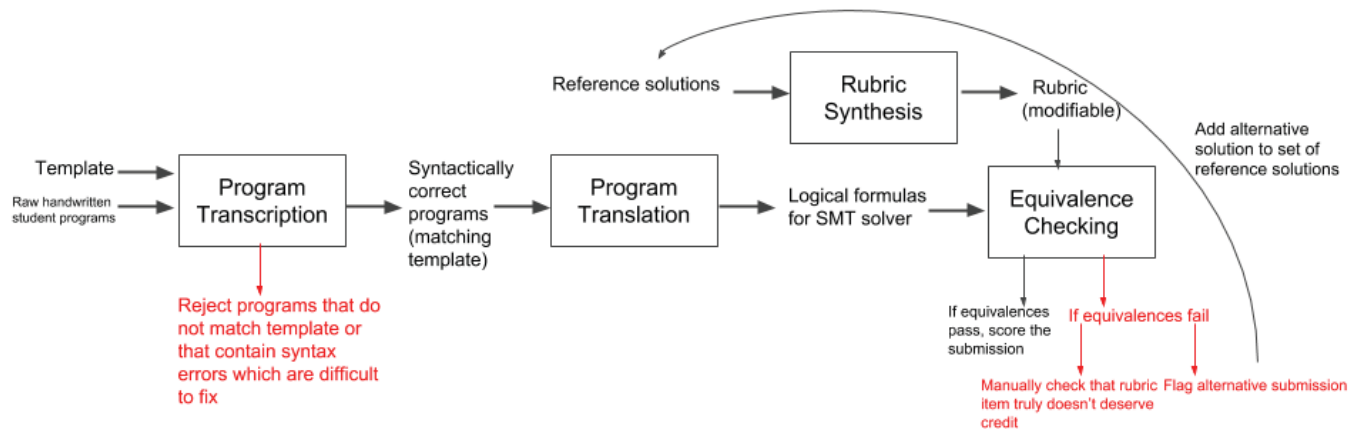 Reference solutions
Rubric
Synthesis
Rubric
(modifiable)
Add alternative
solution to set of
reference solutions
Template
Raw handwritten
student programs
Program
Transcription
Syntactically
correct
programs
(matching
template)
Program
Translation
Logical formulas
for SMT solver
Equivalence
Checking
Reject programs that do
not match template or
that contain syntax
errors which are difficult
to fix
If equivalences
pass, score the
submission
If equivalences fail
Manually check that rubric
item truly doesn't deserve
credit
Flag alternative submission